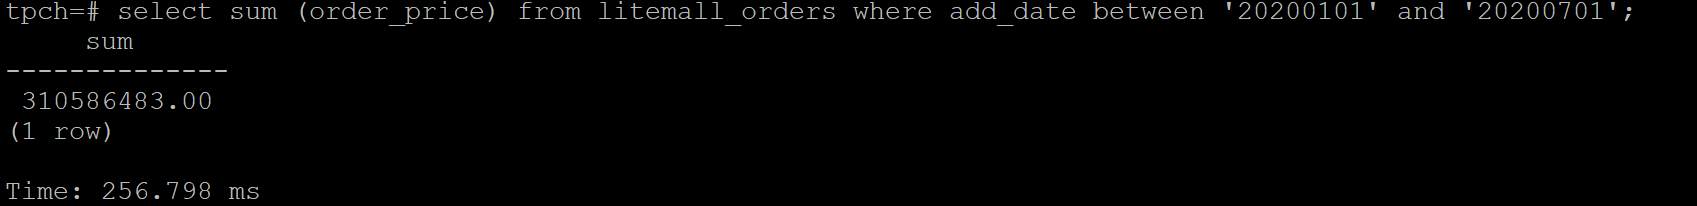 tpch=# select sum (order_price) from litemall_orders where add_date between '20200101' and '20200701';
sum
--------------
310586483.00
(1 row)
Time: 256.798 ms